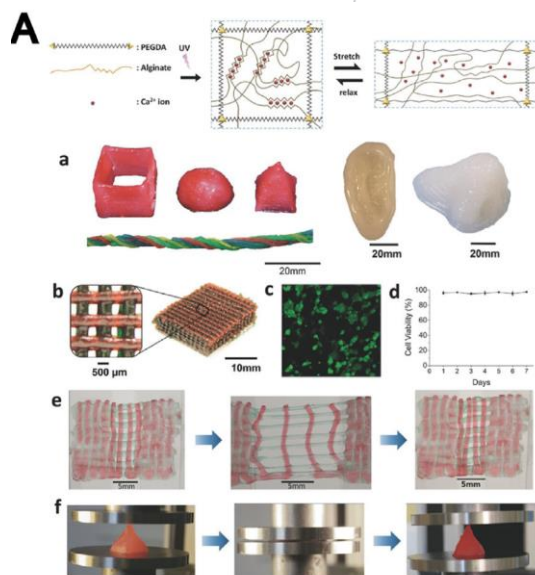 A
: PEGDA
: Alginate
: Ca²⁺ ion
UV
Stretch
relax
a
20mm
20mm
20mm
b
500 μm
10mm
c
d
Cell Viability (%)
100
80
60
40
20
0
0 1 2 3 4 5 6 7
Days
e
5mm
5mm
5mm
f